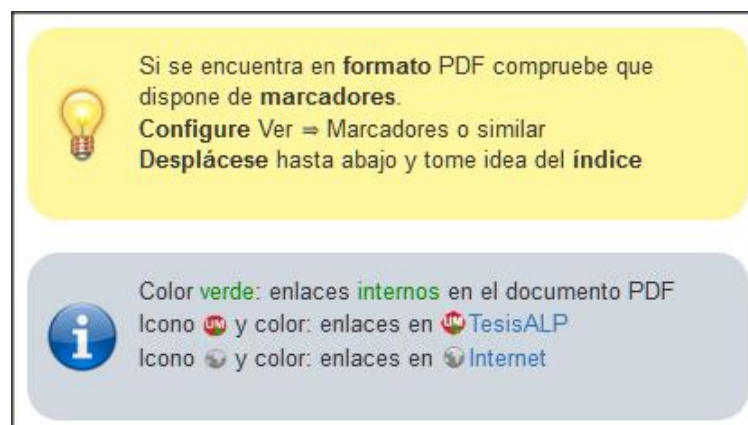 Si se encuentra en formato PDF compruebe que
dispone de marcadores.
Configure Ver ⇒ Marcadores o similar
Desplácese hasta abajo y tome idea del índice
Color verde: enlaces internos en el documento PDF
Icono UM y color: enlaces en UM TesisALP
Icono y color: enlaces en Internet